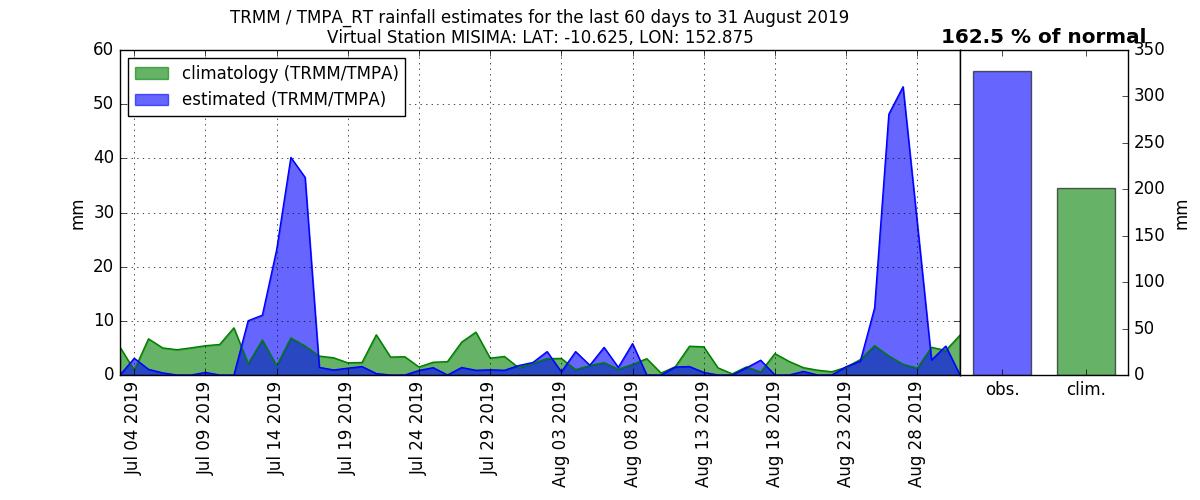 TRMM / TMPA_RT rainfall estimates for the last 60 days to 31 August 2019
Virtual Station MISIMA: LAT: -10.625, LON: 152.875
162.5 % of normal
climatology (TRMM/TMPA)
estimated (TRMM/TMPA)
mm
60
50
40
30
20
10
0
Jul 04 2019
Jul 09 2019
Jul 14 2019
Jul 19 2019
Jul 24 2019
Jul 29 2019
Aug 03 2019
Aug 08 2019
Aug 13 2019
Aug 18 2019
Aug 23 2019
Aug 28 2019
obs.
clim.
350
300
250
200
150
100
50
0
mm